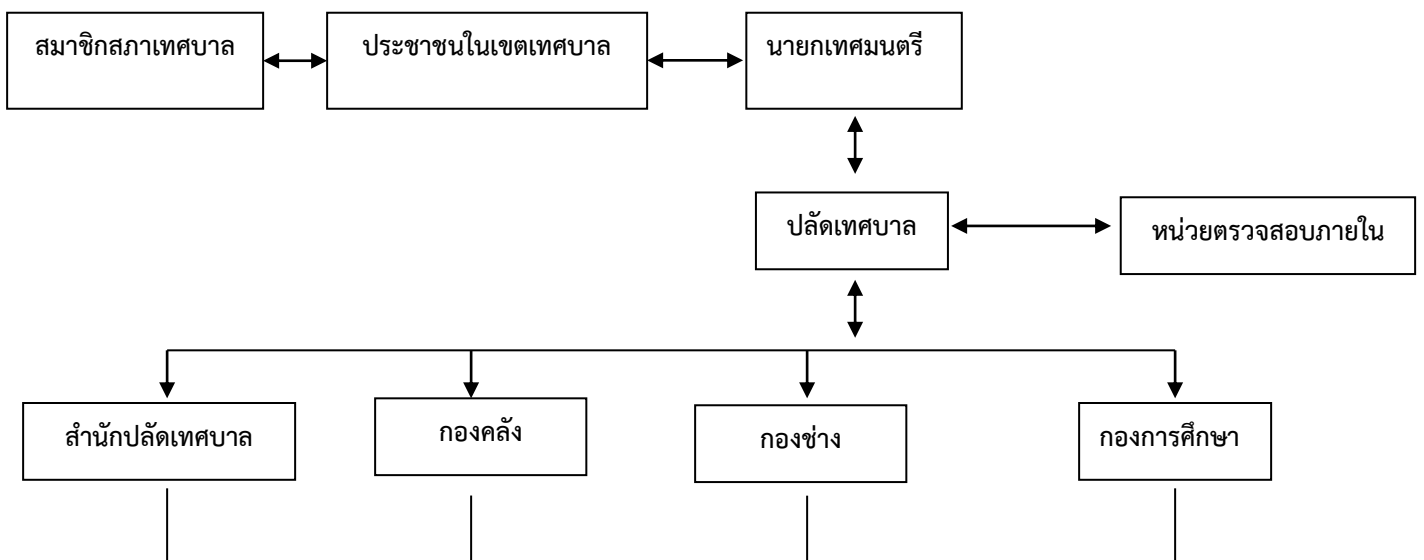 สมาชิกสภาเทศบาล
ประชาชนในเขตเทศบาล
นายกเทศมนตรี
ปลัดเทศบาล
หน่วยตรวจสอบภายใน
สำนักปลัดเทศบาล
กองคลัง
กองช่าง
กองการศึกษา